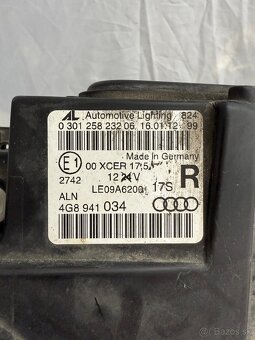 AL Automotive Lighting 824
0 301 258 232 06 16.01.12 99
Made in Germany
E1 00 XCER 17,5
2742 12 V
LE09A6200 17S R
ALN
4G8 941 034